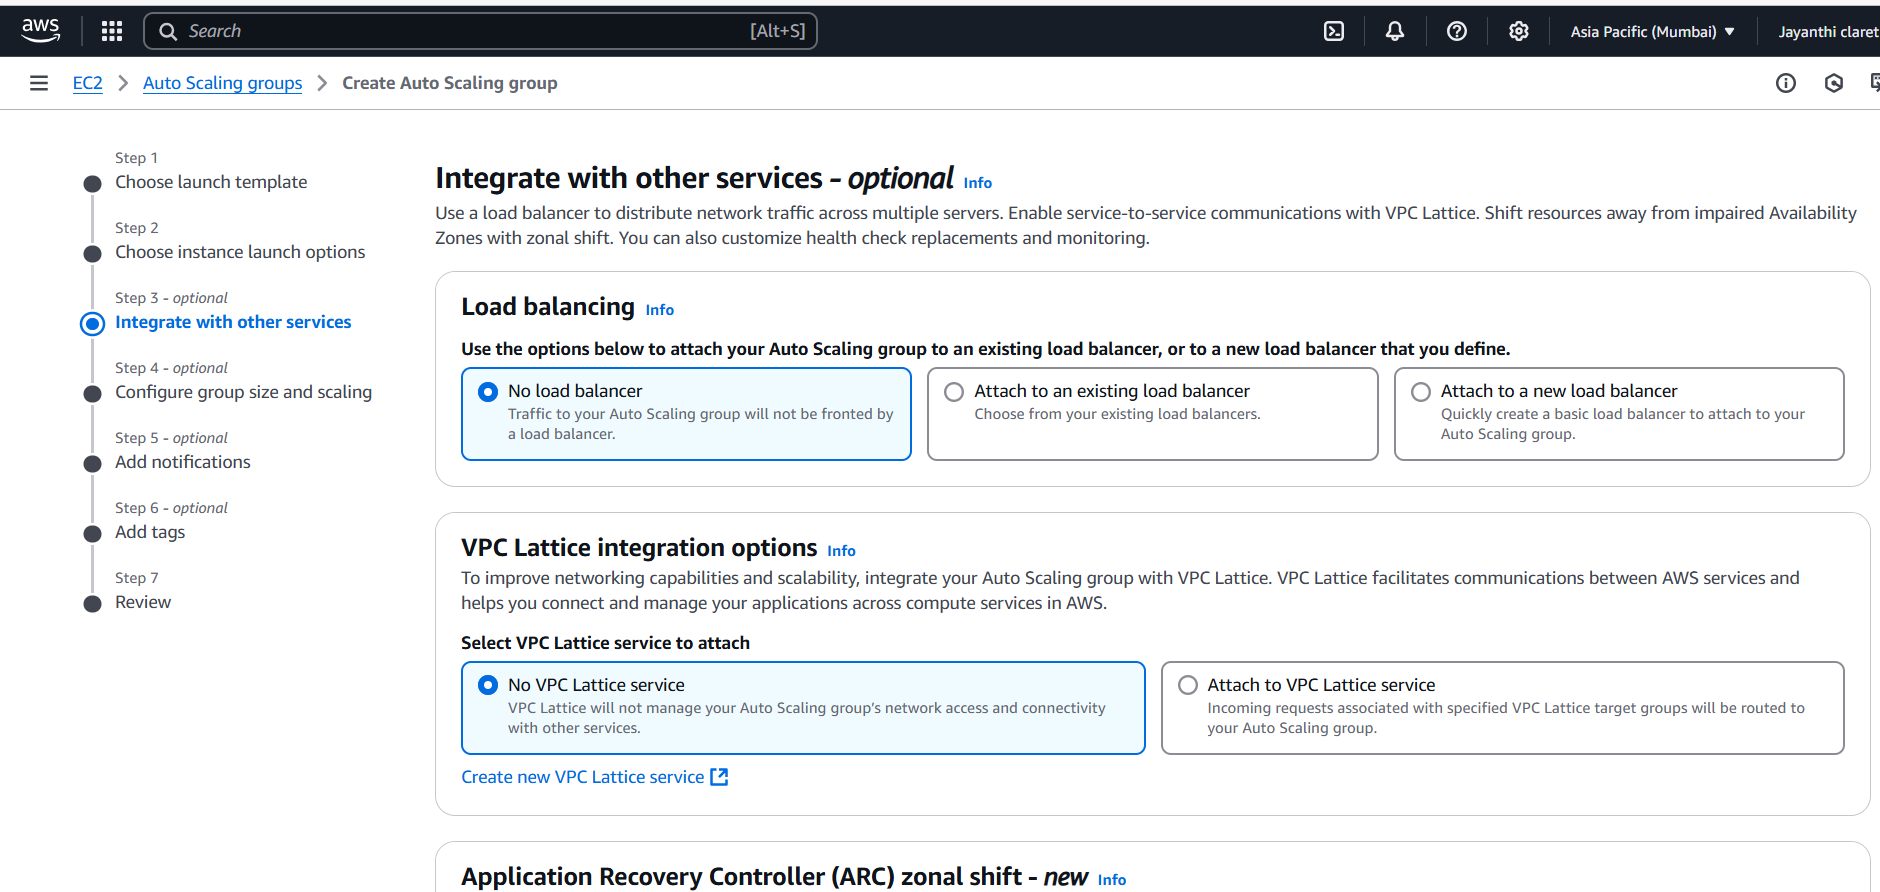 aws
Search [Alt+S]
Asia Pacific (Mumbai)
Jayanthi claret
EC2
Auto Scaling groups
Create Auto Scaling group
Step 1
Choose launch template
Step 2
Choose instance launch options
Step 3 - optional
Integrate with other services
Step 4 - optional
Configure group size and scaling
Step 5 - optional
Add notifications
Step 6 - optional
Add tags
Step 7
Review
Integrate with other services - optional Info
Use a load balancer to distribute network traffic across multiple servers. Enable service-to-service communications with VPC Lattice. Shift resources away from impaired Availability
Zones with zonal shift. You can also customize health check replacements and monitoring.
Load balancing Info
Use the options below to attach your Auto Scaling group to an existing load balancer, or to a new load balancer that you define.
No load balancer
Traffic to your Auto Scaling group will not be fronted by
a load balancer.
Attach to an existing load balancer
Choose from your existing load balancers.
Attach to a new load balancer
Quickly create a basic load balancer to attach to your
Auto Scaling group.
VPC Lattice integration options Info
To improve networking capabilities and scalability, integrate your Auto Scaling group with VPC Lattice. VPC Lattice facilitates communications between AWS services and
helps you connect and manage your applications across compute services in AWS.
Select VPC Lattice service to attach
No VPC Lattice service
VPC Lattice will not manage your Auto Scaling group's network access and connectivity
with other services.
Attach to VPC Lattice service
Incoming requests associated with specified VPC Lattice target groups will be routed to
your Auto Scaling group.
Create new VPC Lattice service
Application Recovery Controller (ARC) zonal shift - new Info